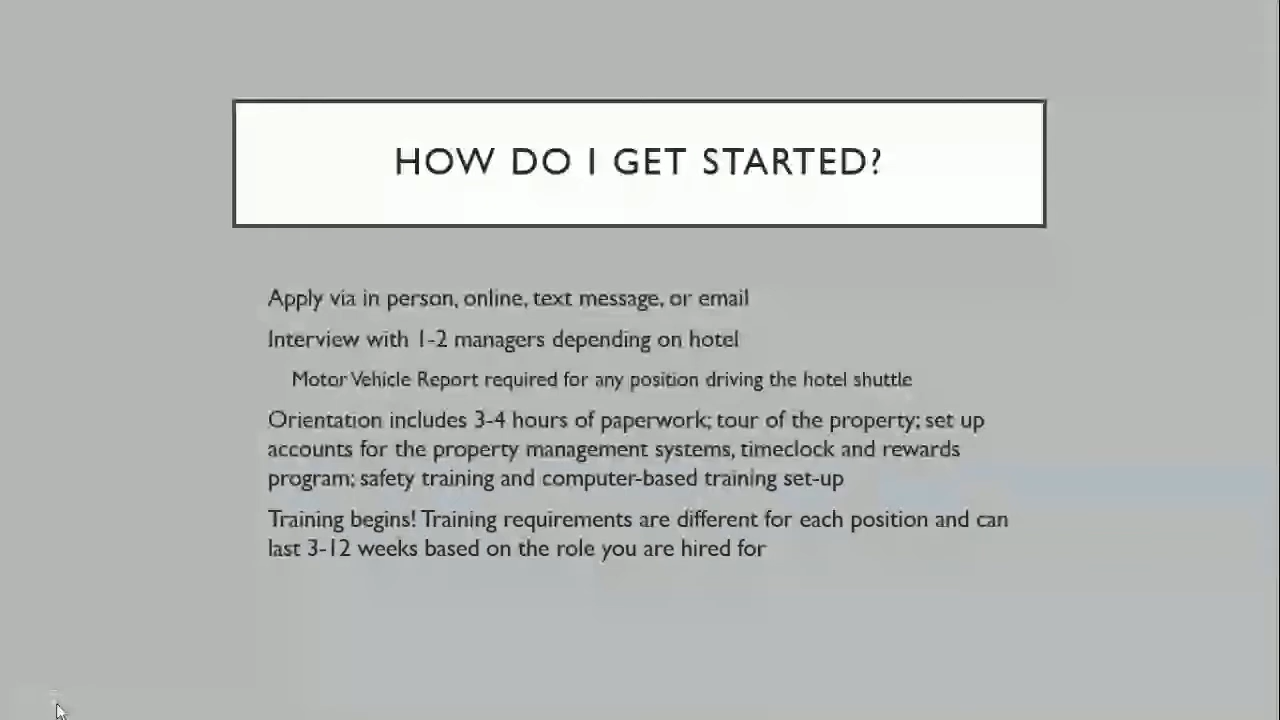 HOW DO I GET STARTED?
Apply via in person, online, text message, or email
Interview with 1-2 managers depending on hotel
Motor Vehicle Report required for any position driving the hotel shuttle
Orientation includes 3-4 hours of paperwork; tour of the property; set up
accounts for the property management systems, timeclock and rewards
program; safety training and computer-based training set-up
Training begins! Training requirements are different for each position and can
last 3-12 weeks based on the role you are hired for